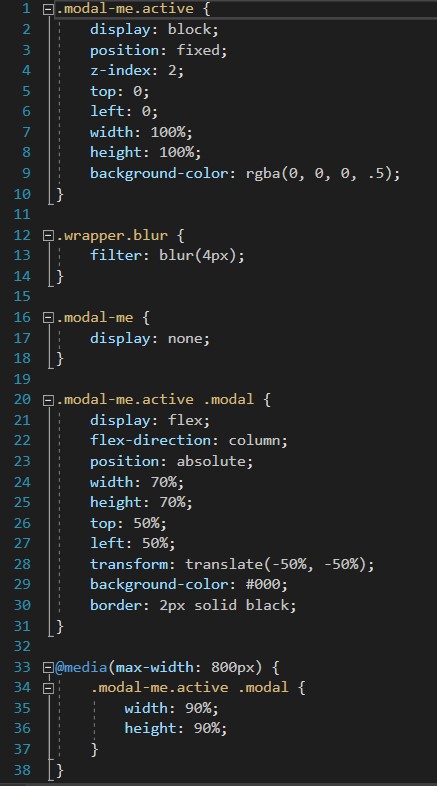 1 .modal-me.active {
2 display: block;
3 position: fixed;
4 z-index: 2;
5 top: 0;
6 left: 0;
7 width: 100%;
8 height: 100%;
9 background-color: rgba(0, 0, 0, .5);
10 }
11
12 .wrapper.blur {
13 filter: blur(4px);
14 }
15
16 .modal-me {
17 display: none;
18 }
19
20 .modal-me.active .modal {
21 display: flex;
22 flex-direction: column;
23 position: absolute;
24 width: 70%;
25 height: 70%;
26 top: 50%;
27 left: 50%;
28 transform: translate(-50%, -50%);
29 background-color: #000;
30 border: 2px solid black;
31 }
32
33 @media(max-width: 800px) {
34 .modal-me.active .modal {
35 width: 90%;
36 height: 90%;
37 }
38 }